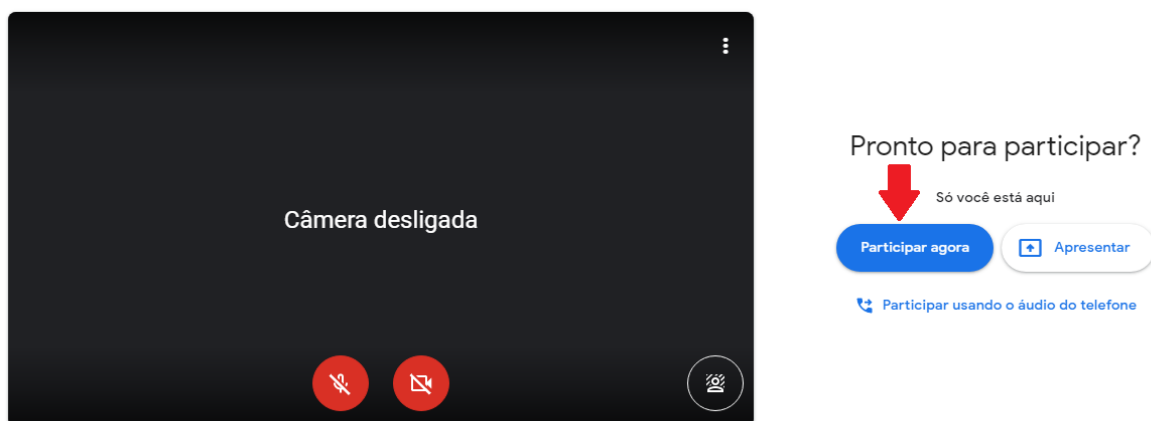 Câmera desligada
Pronto para participar?
Só você está aqui
Participar agora
Apresentar
Participar usando o áudio do telefone